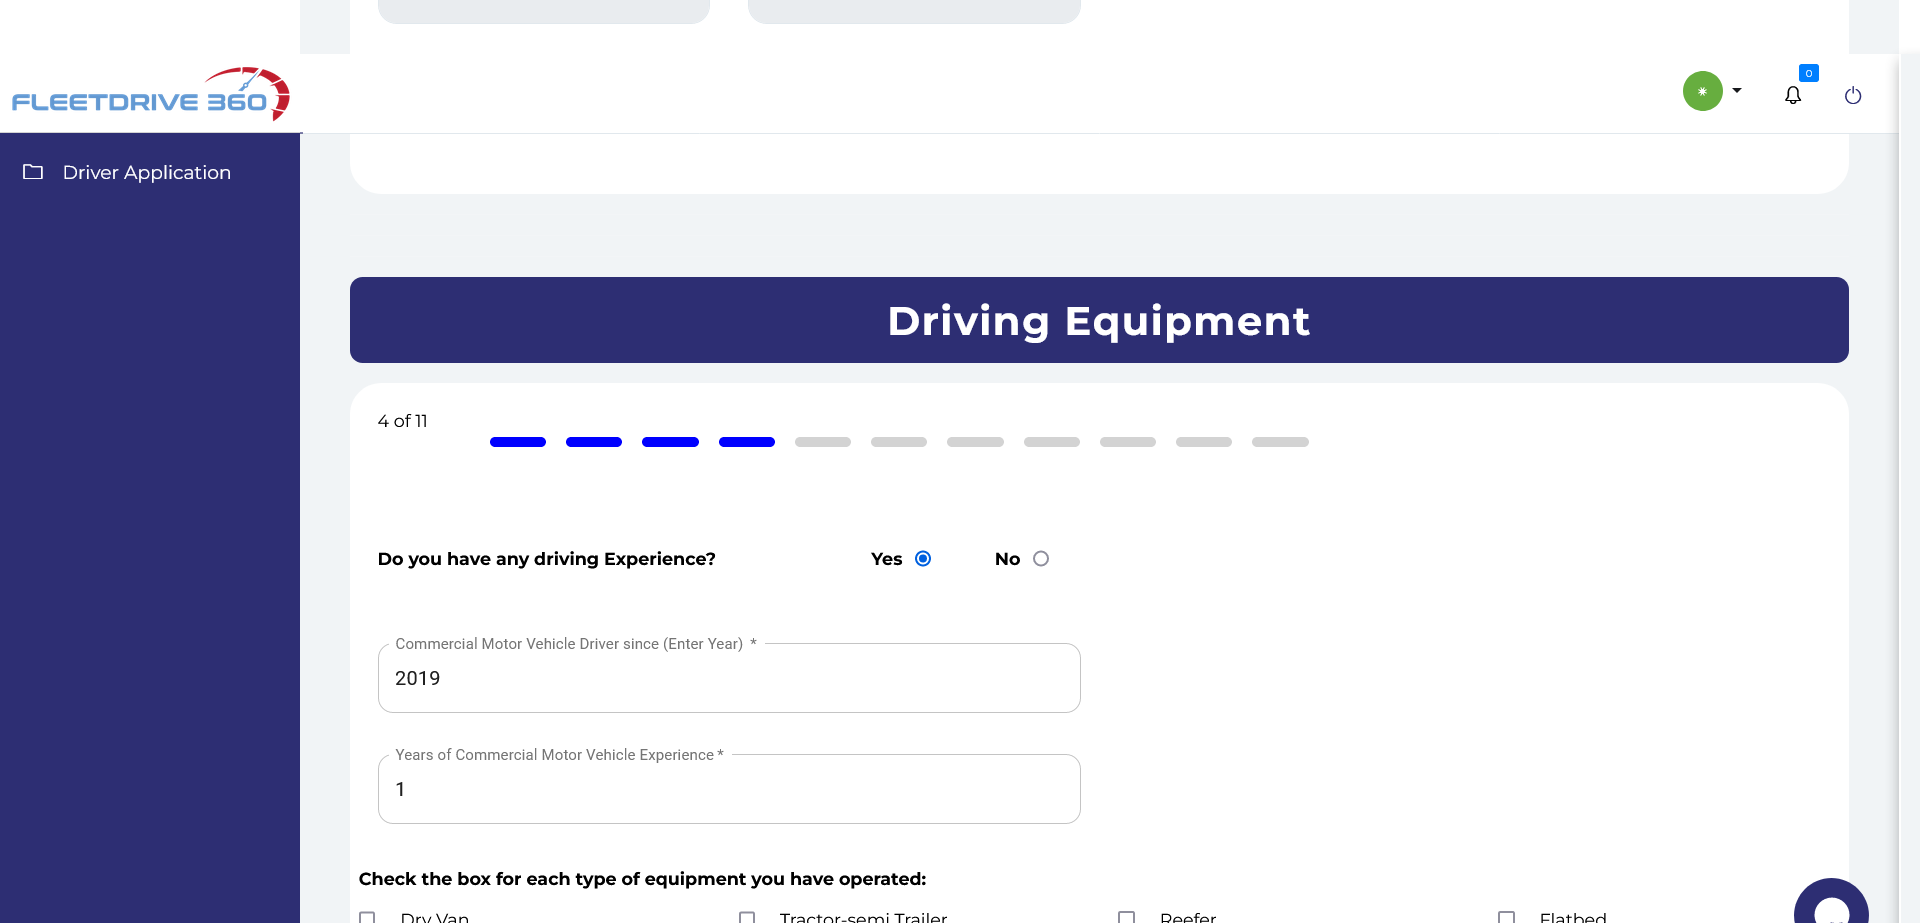 FLEETDRIVE 360
0
Driver Application
Driving Equipment
4 of 11
Do you have any driving Experience? Yes No
Commercial Motor Vehicle Driver since (Enter Year) *
2019
Years of Commercial Motor Vehicle Experience *
1
Check the box for each type of equipment you have operated:
Dry Van Tractor-semi Trailer Reefer Flatbed